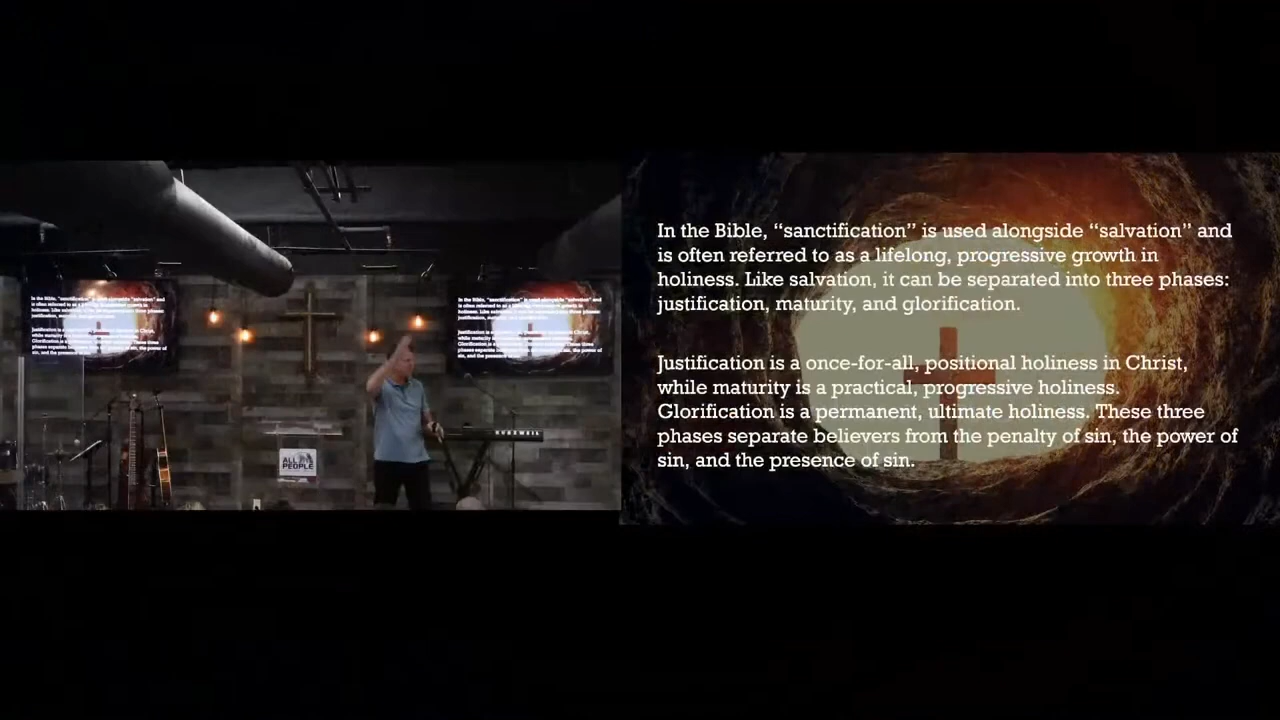 In the Bible, “sanctification” is used alongside “salvation” and
is often referred to as a lifelong, progressive growth in
holiness. Like salvation, it can be separated into three phases:
justification, maturity, and glorification.
Justification is a once-for-all, positional holiness in Christ,
while maturity is a practical, progressive holiness.
Glorification is a permanent, ultimate holiness. These three
phases separate believers from the penalty of sin, the power of
sin, and the presence of sin.
ALL
PEOPLE
KURZWEIL